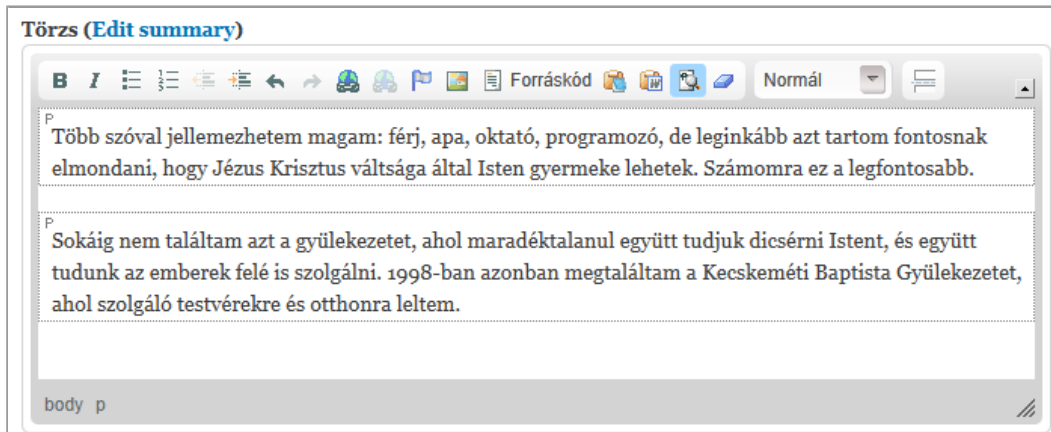 Törzs (Edit summary)
B I Forráskód Normál
P
Több szóval jellemezhetem magam: férj, apa, oktató, programozó, de leginkább azt tartom fontosnak
elmondani, hogy Jézus Krisztus váltsága által Isten gyermeke lehetek. Számomra ez a legfontosabb.
P
Sokáig nem találtam azt a gyülekezetet, ahol maradéktalanul együtt tudjuk dicsérni Istent, és együtt
tudunk az emberek felé is szolgálni. 1998-ban azonban megtaláltam a Kecskeméti Baptista Gyülekezetet,
ahol szolgáló testvérekre és otthonra leltem.
body p